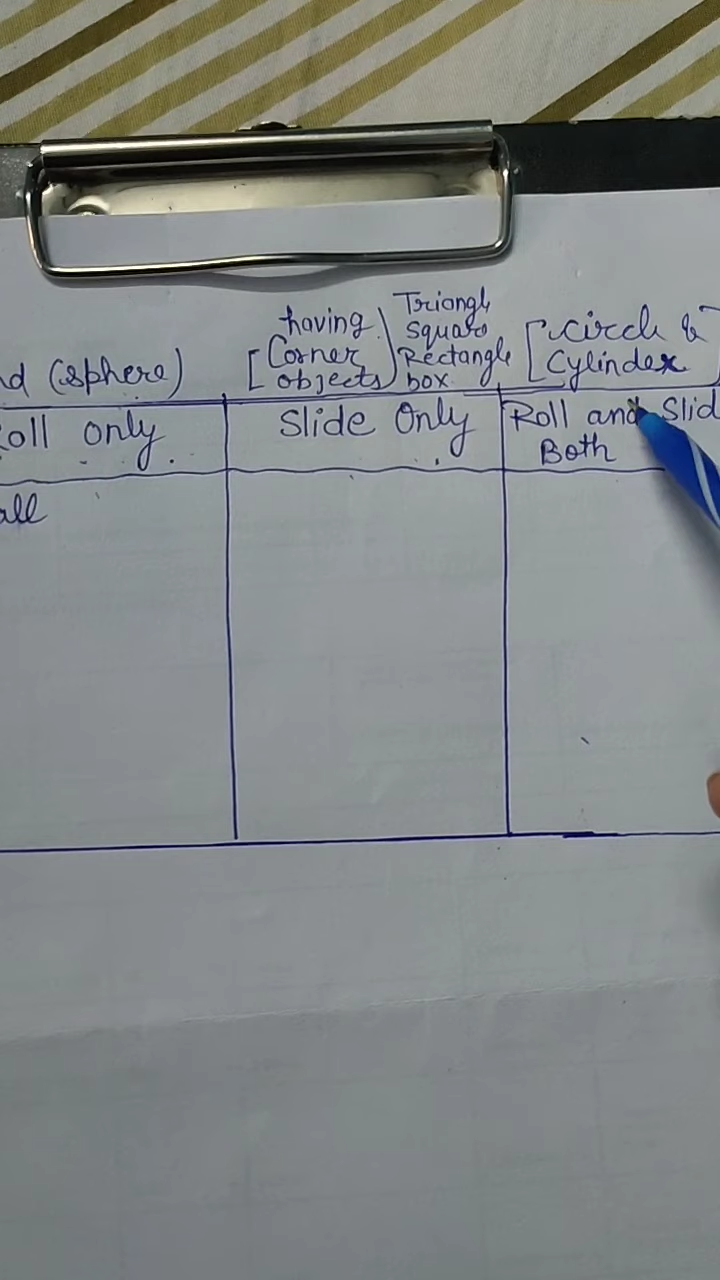 nd (sphere)
having
[Corner
objects)
Triangle
Square
Rectangle
box
[circle &
Cylinder]
Roll only
Slide Only
Roll and Slid
Both
all